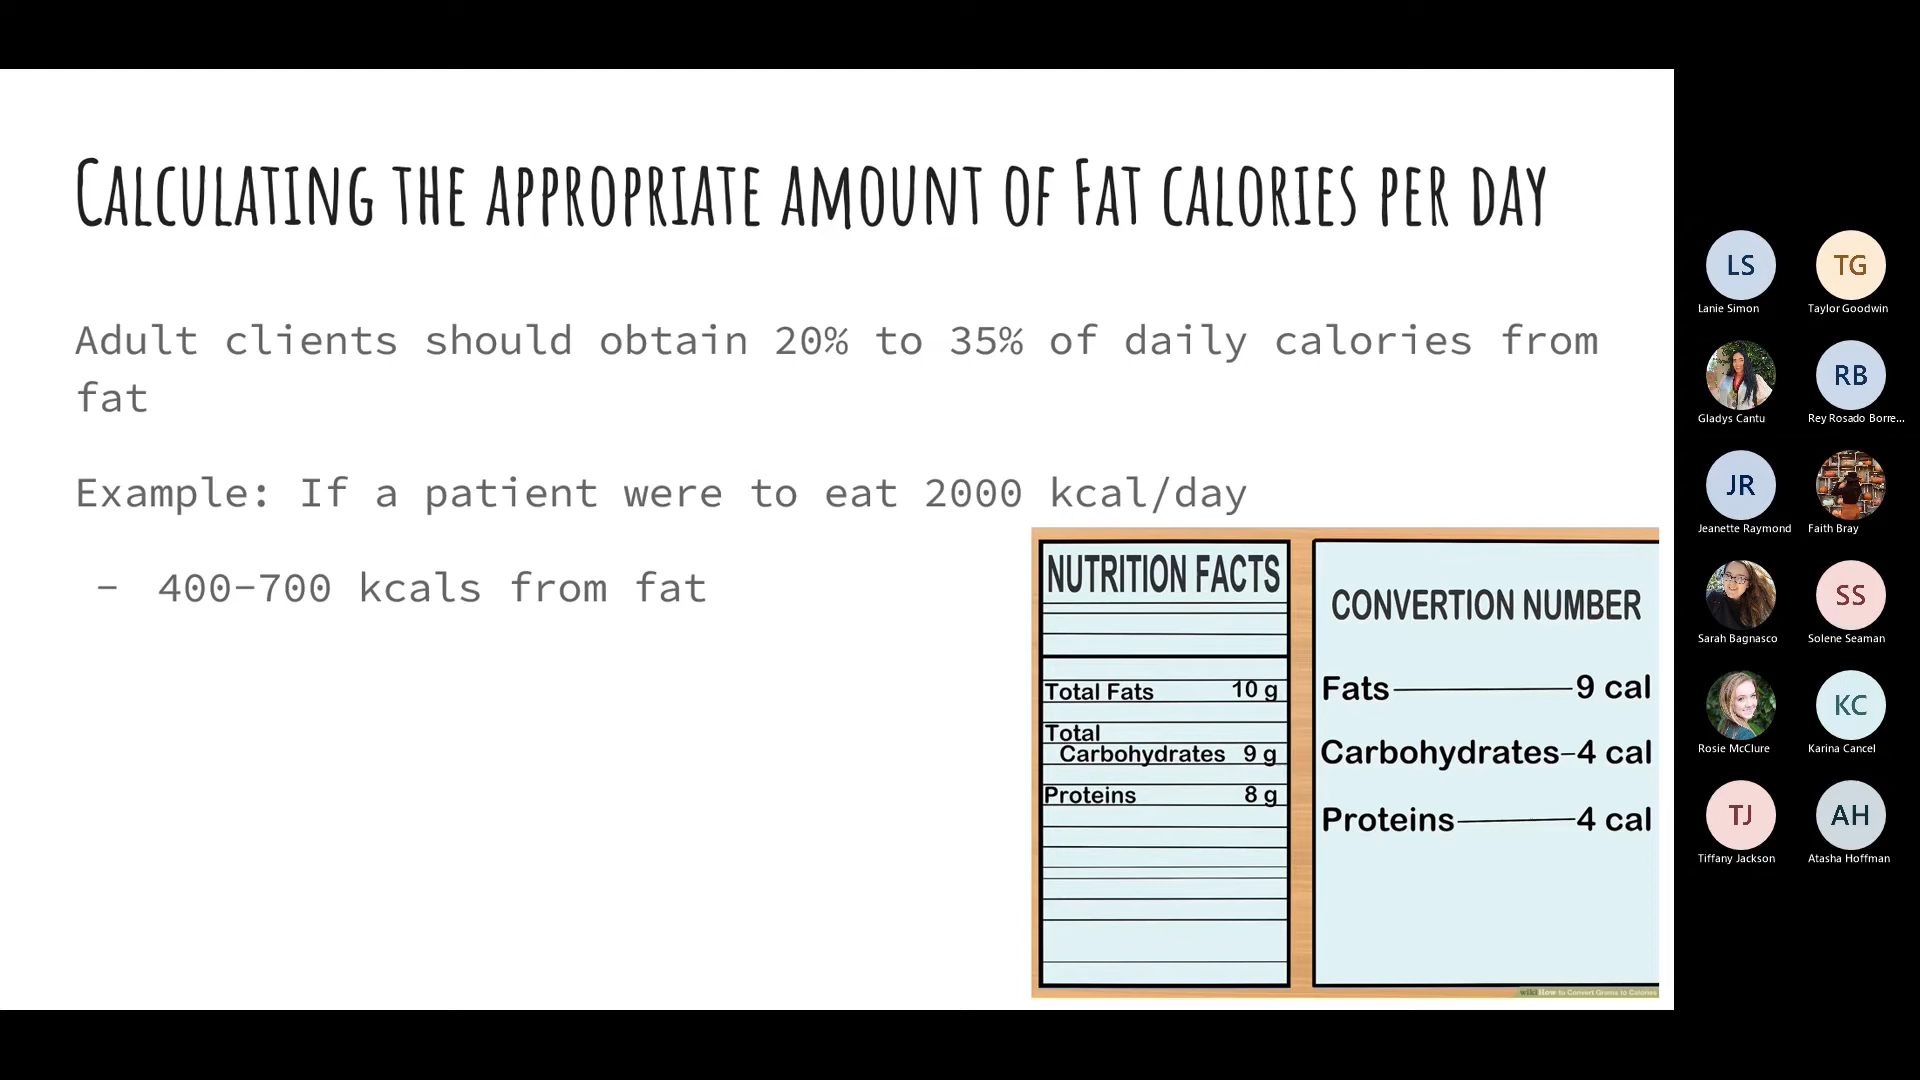 Calculating the appropriate amount of Fat calories per day
Adult clients should obtain 20% to 35% of daily calories from
fat
Example: If a patient were to eat 2000 kcal/day
- 400-700 kcals from fat
NUTRITION FACTS
Total Fats 10 g
Total
Carbohydrates 9 g
Proteins 8 g
CONVERTION NUMBER
Fats 9 cal
Carbohydrates 4 cal
Proteins 4 cal
wikiHow to Convert Grams to Calories
LS TG
Lanie Simon Taylor Goodwin
RB
Gladys Cantu Rey Rosado Borre...
JR
Jeanette Raymond Faith Bray
SS
Sarah Bagnasco Solene Seaman
KC
Rosie McClure Karina Cancel
TJ AH
Tiffany Jackson Atasha Hoffman